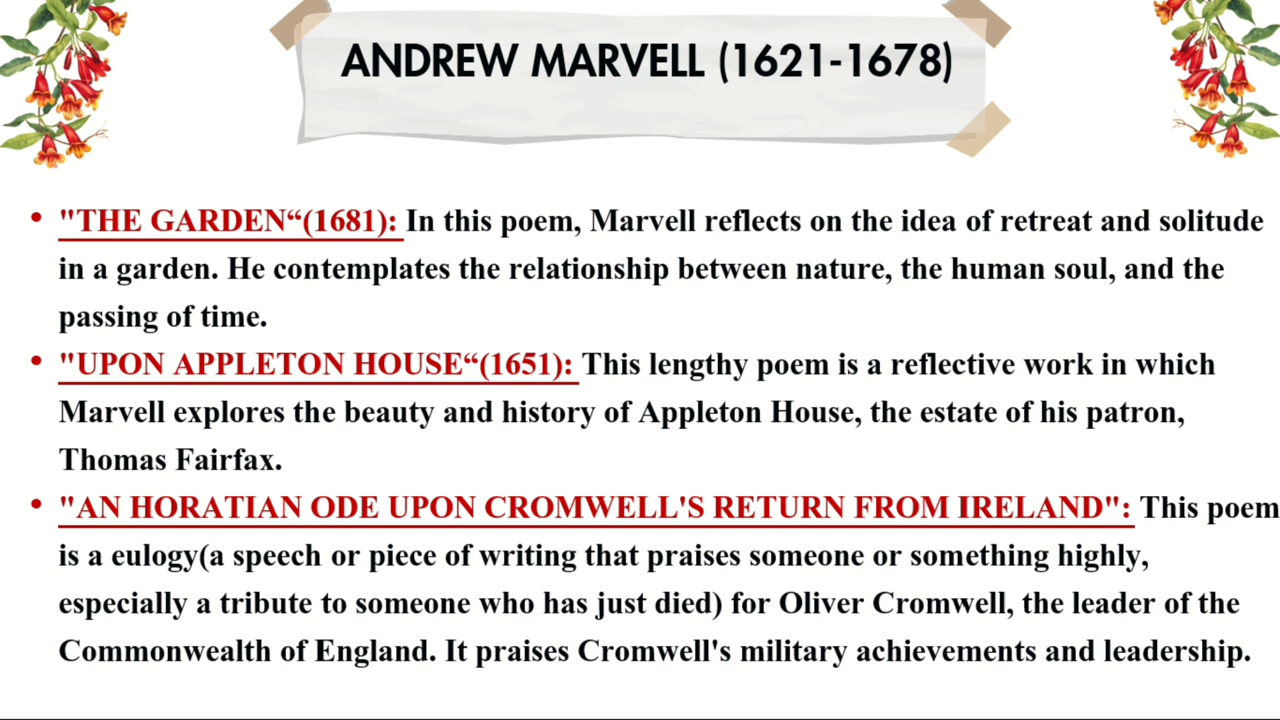 ANDREW MARVELL (1621-1678)
• "THE GARDEN“(1681): In this poem, Marvell reflects on the idea of retreat and solitude
in a garden. He contemplates the relationship between nature, the human soul, and the
passing of time.
• "UPON APPLETON HOUSE“(1651): This lengthy poem is a reflective work in which
Marvell explores the beauty and history of Appleton House, the estate of his patron,
Thomas Fairfax.
• "AN HORATIAN ODE UPON CROMWELL'S RETURN FROM IRELAND": This poem
is a eulogy(a speech or piece of writing that praises someone or something highly,
especially a tribute to someone who has just died) for Oliver Cromwell, the leader of the
Commonwealth of England. It praises Cromwell's military achievements and leadership.